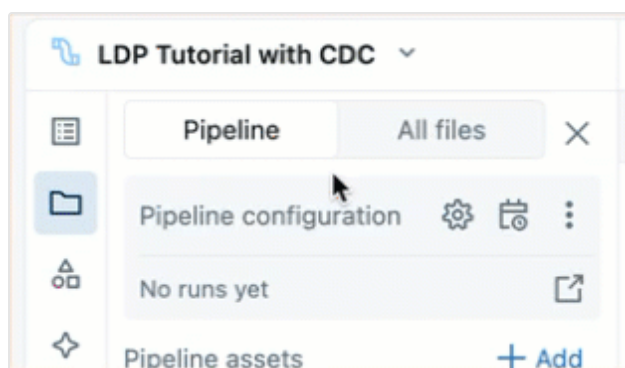 LDP Tutorial with CDC
Pipeline All files
Pipeline configuration
No runs yet
Pipeline assets + Add